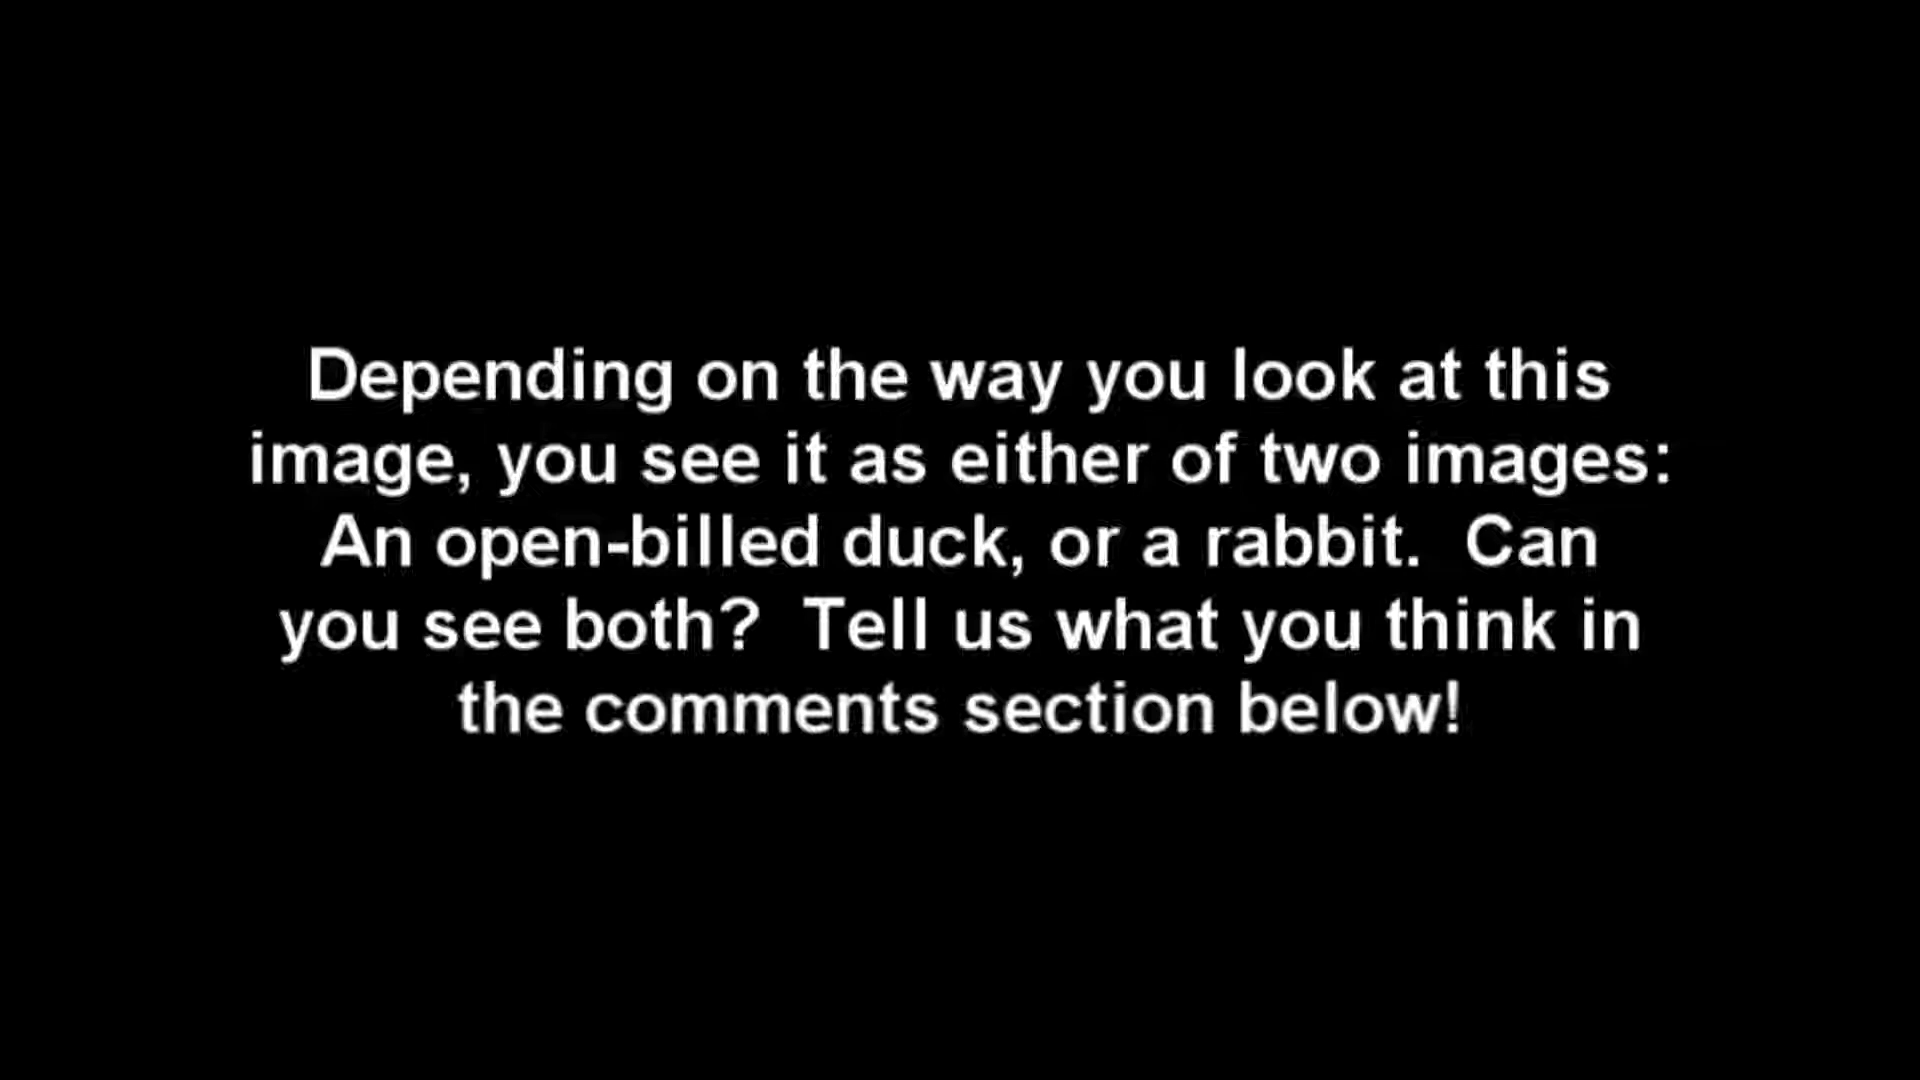 Depending on the way you look at this
image, you see it as either of two images:
An open-billed duck, or a rabbit.  Can
you see both?  Tell us what you think in
the comments section below!